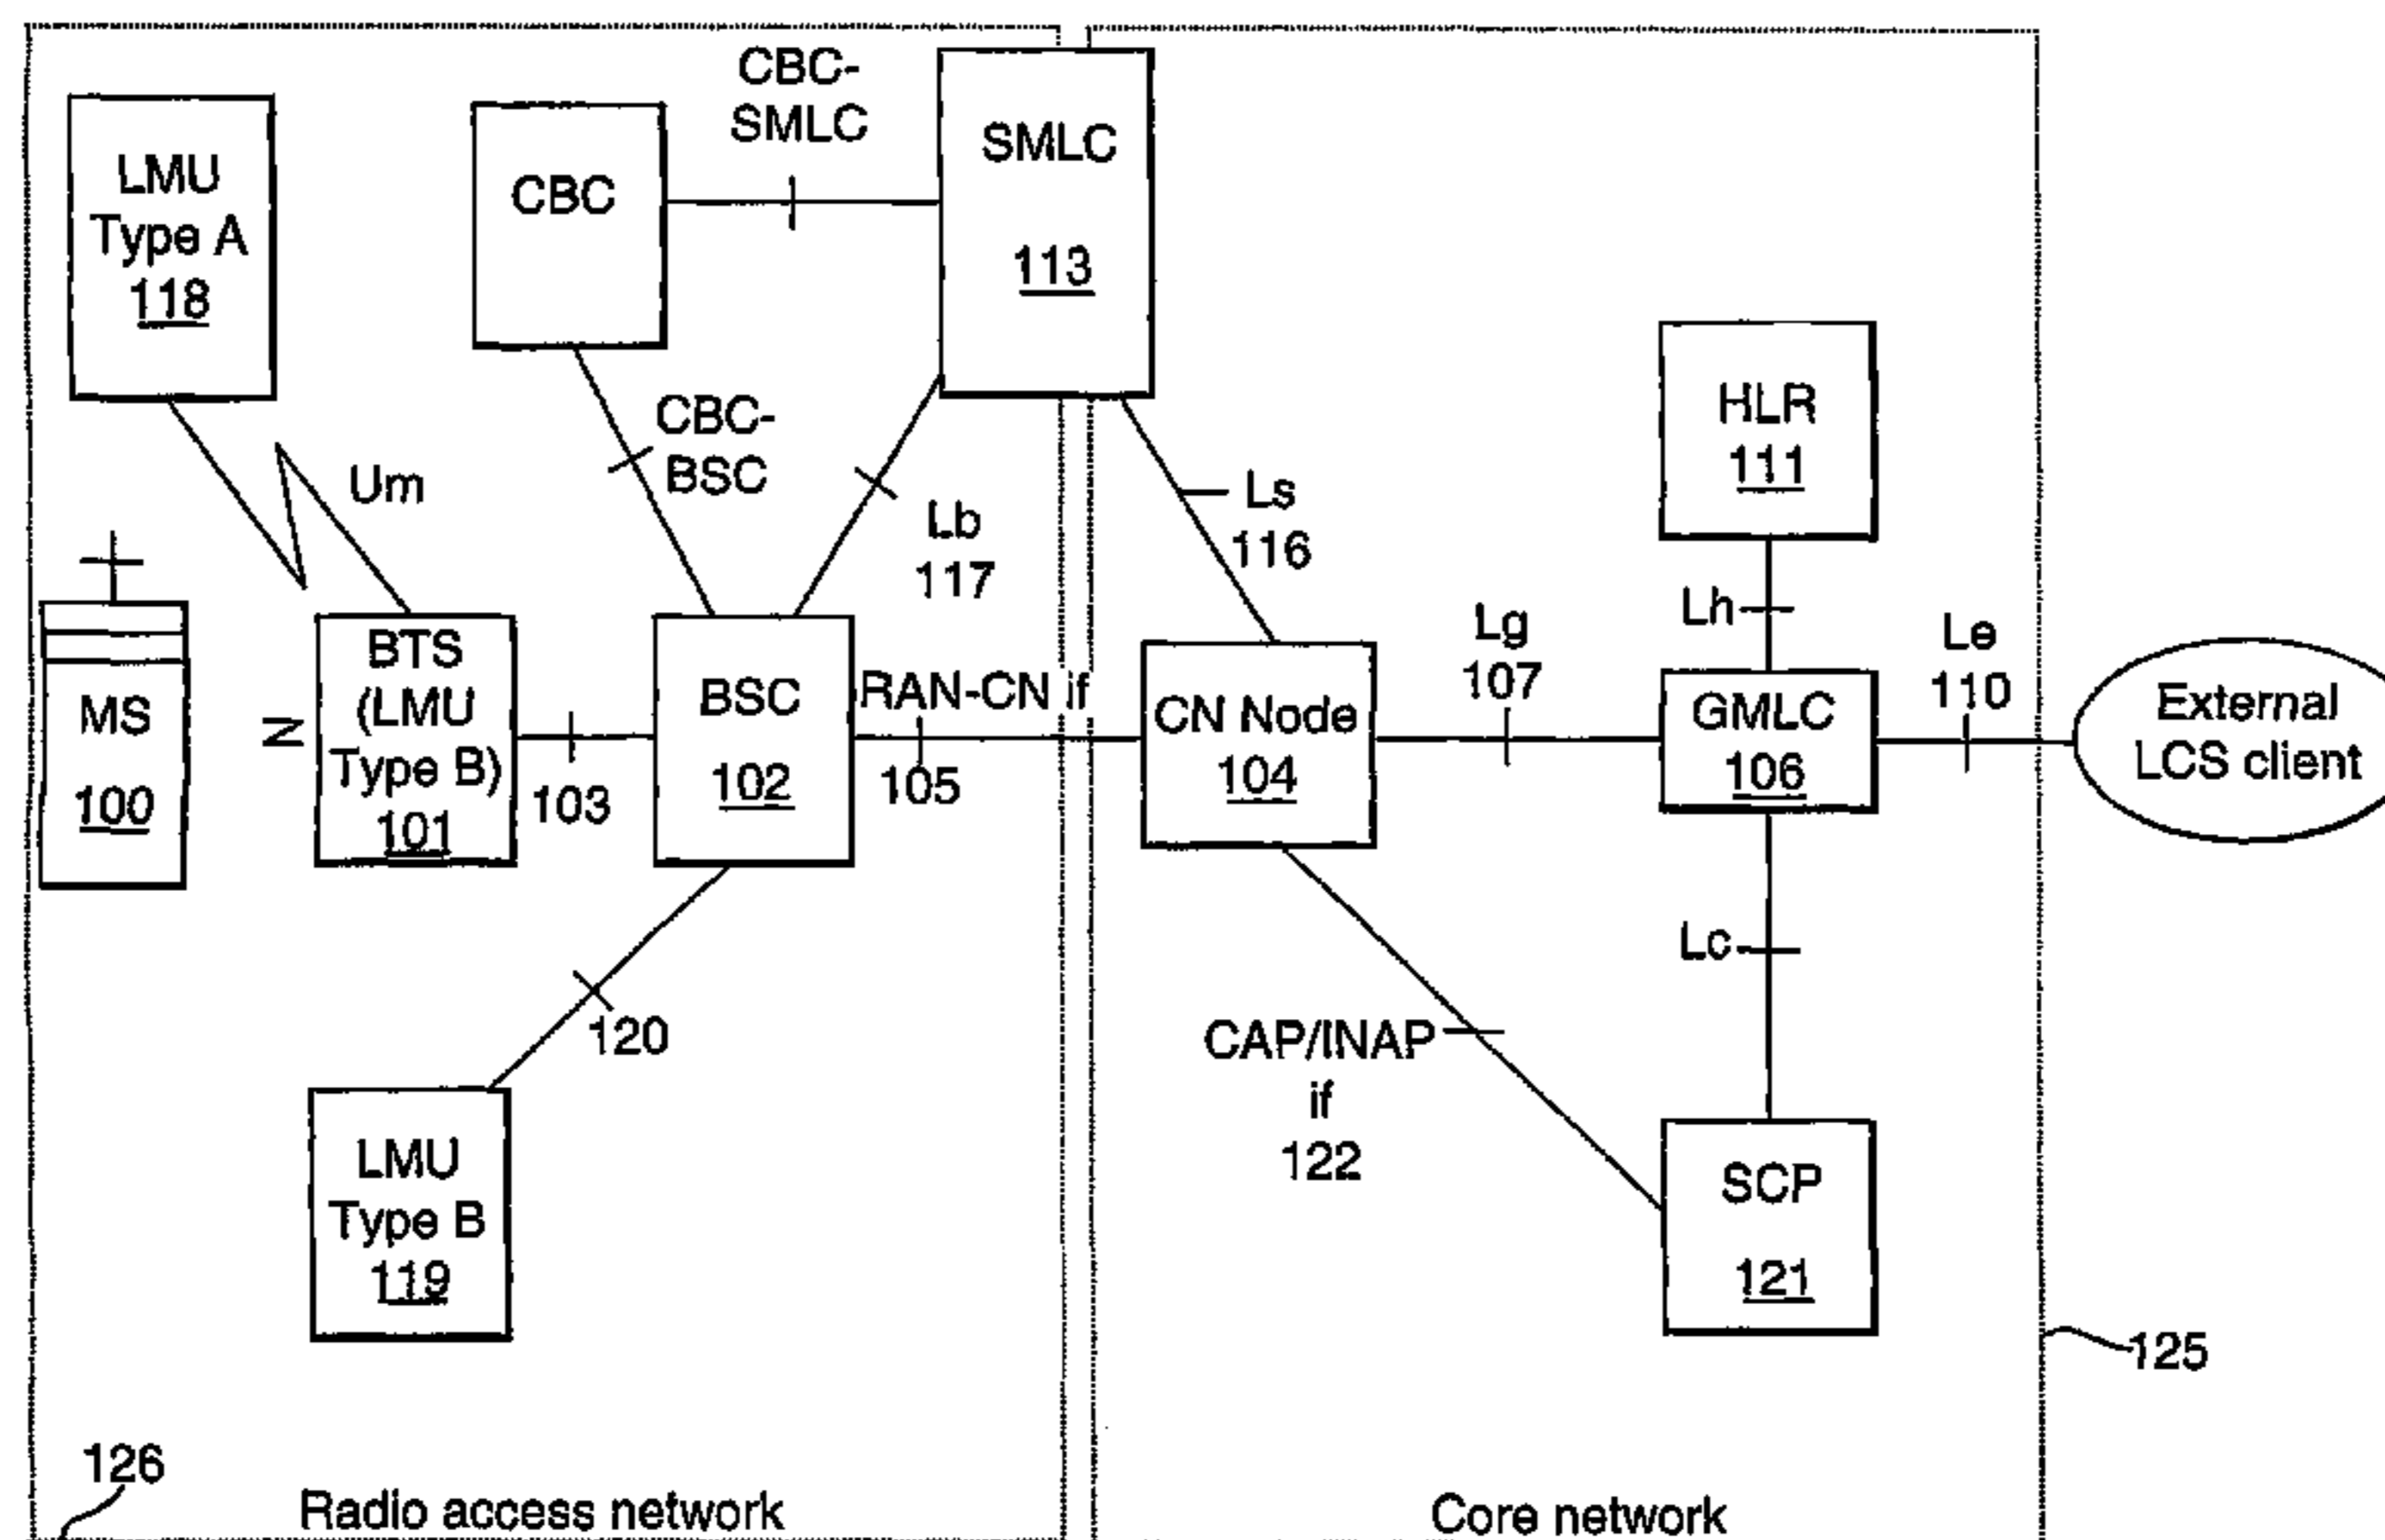 CBC-
SMLC
LMU
Type A
118
CBC
SMLC
113
Um
CBC-
BSC
Lb
117
Ls
116
HLR
111
Lh
MS
100
N
BTS
(LMU
Type B)
101
103
BSC
102
RAN-CN if
105
CN Node
104
Lg
107
GMLC
106
Le
110
External
LCS client
120
Lc
CAP/INAP
if
122
LMU
Type B
119
SCP
121
125
126
Radio access network
Core network